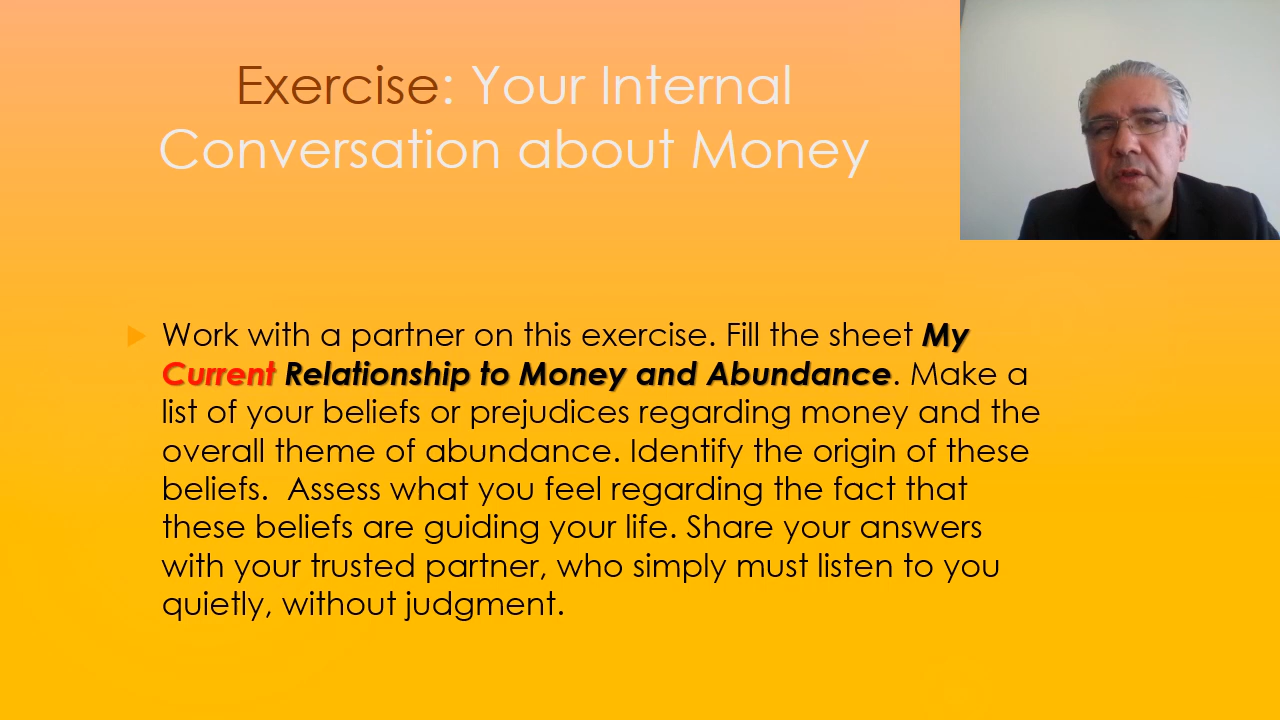 Exercise: Your Internal
Conversation about Money
Work with a partner on this exercise. Fill the sheet My
Current Relationship to Money and Abundance. Make a
list of your beliefs or prejudices regarding money and the
overall theme of abundance. Identify the origin of these
beliefs.  Assess what you feel regarding the fact that
these beliefs are guiding your life. Share your answers
with your trusted partner, who simply must listen to you
quietly, without judgment.